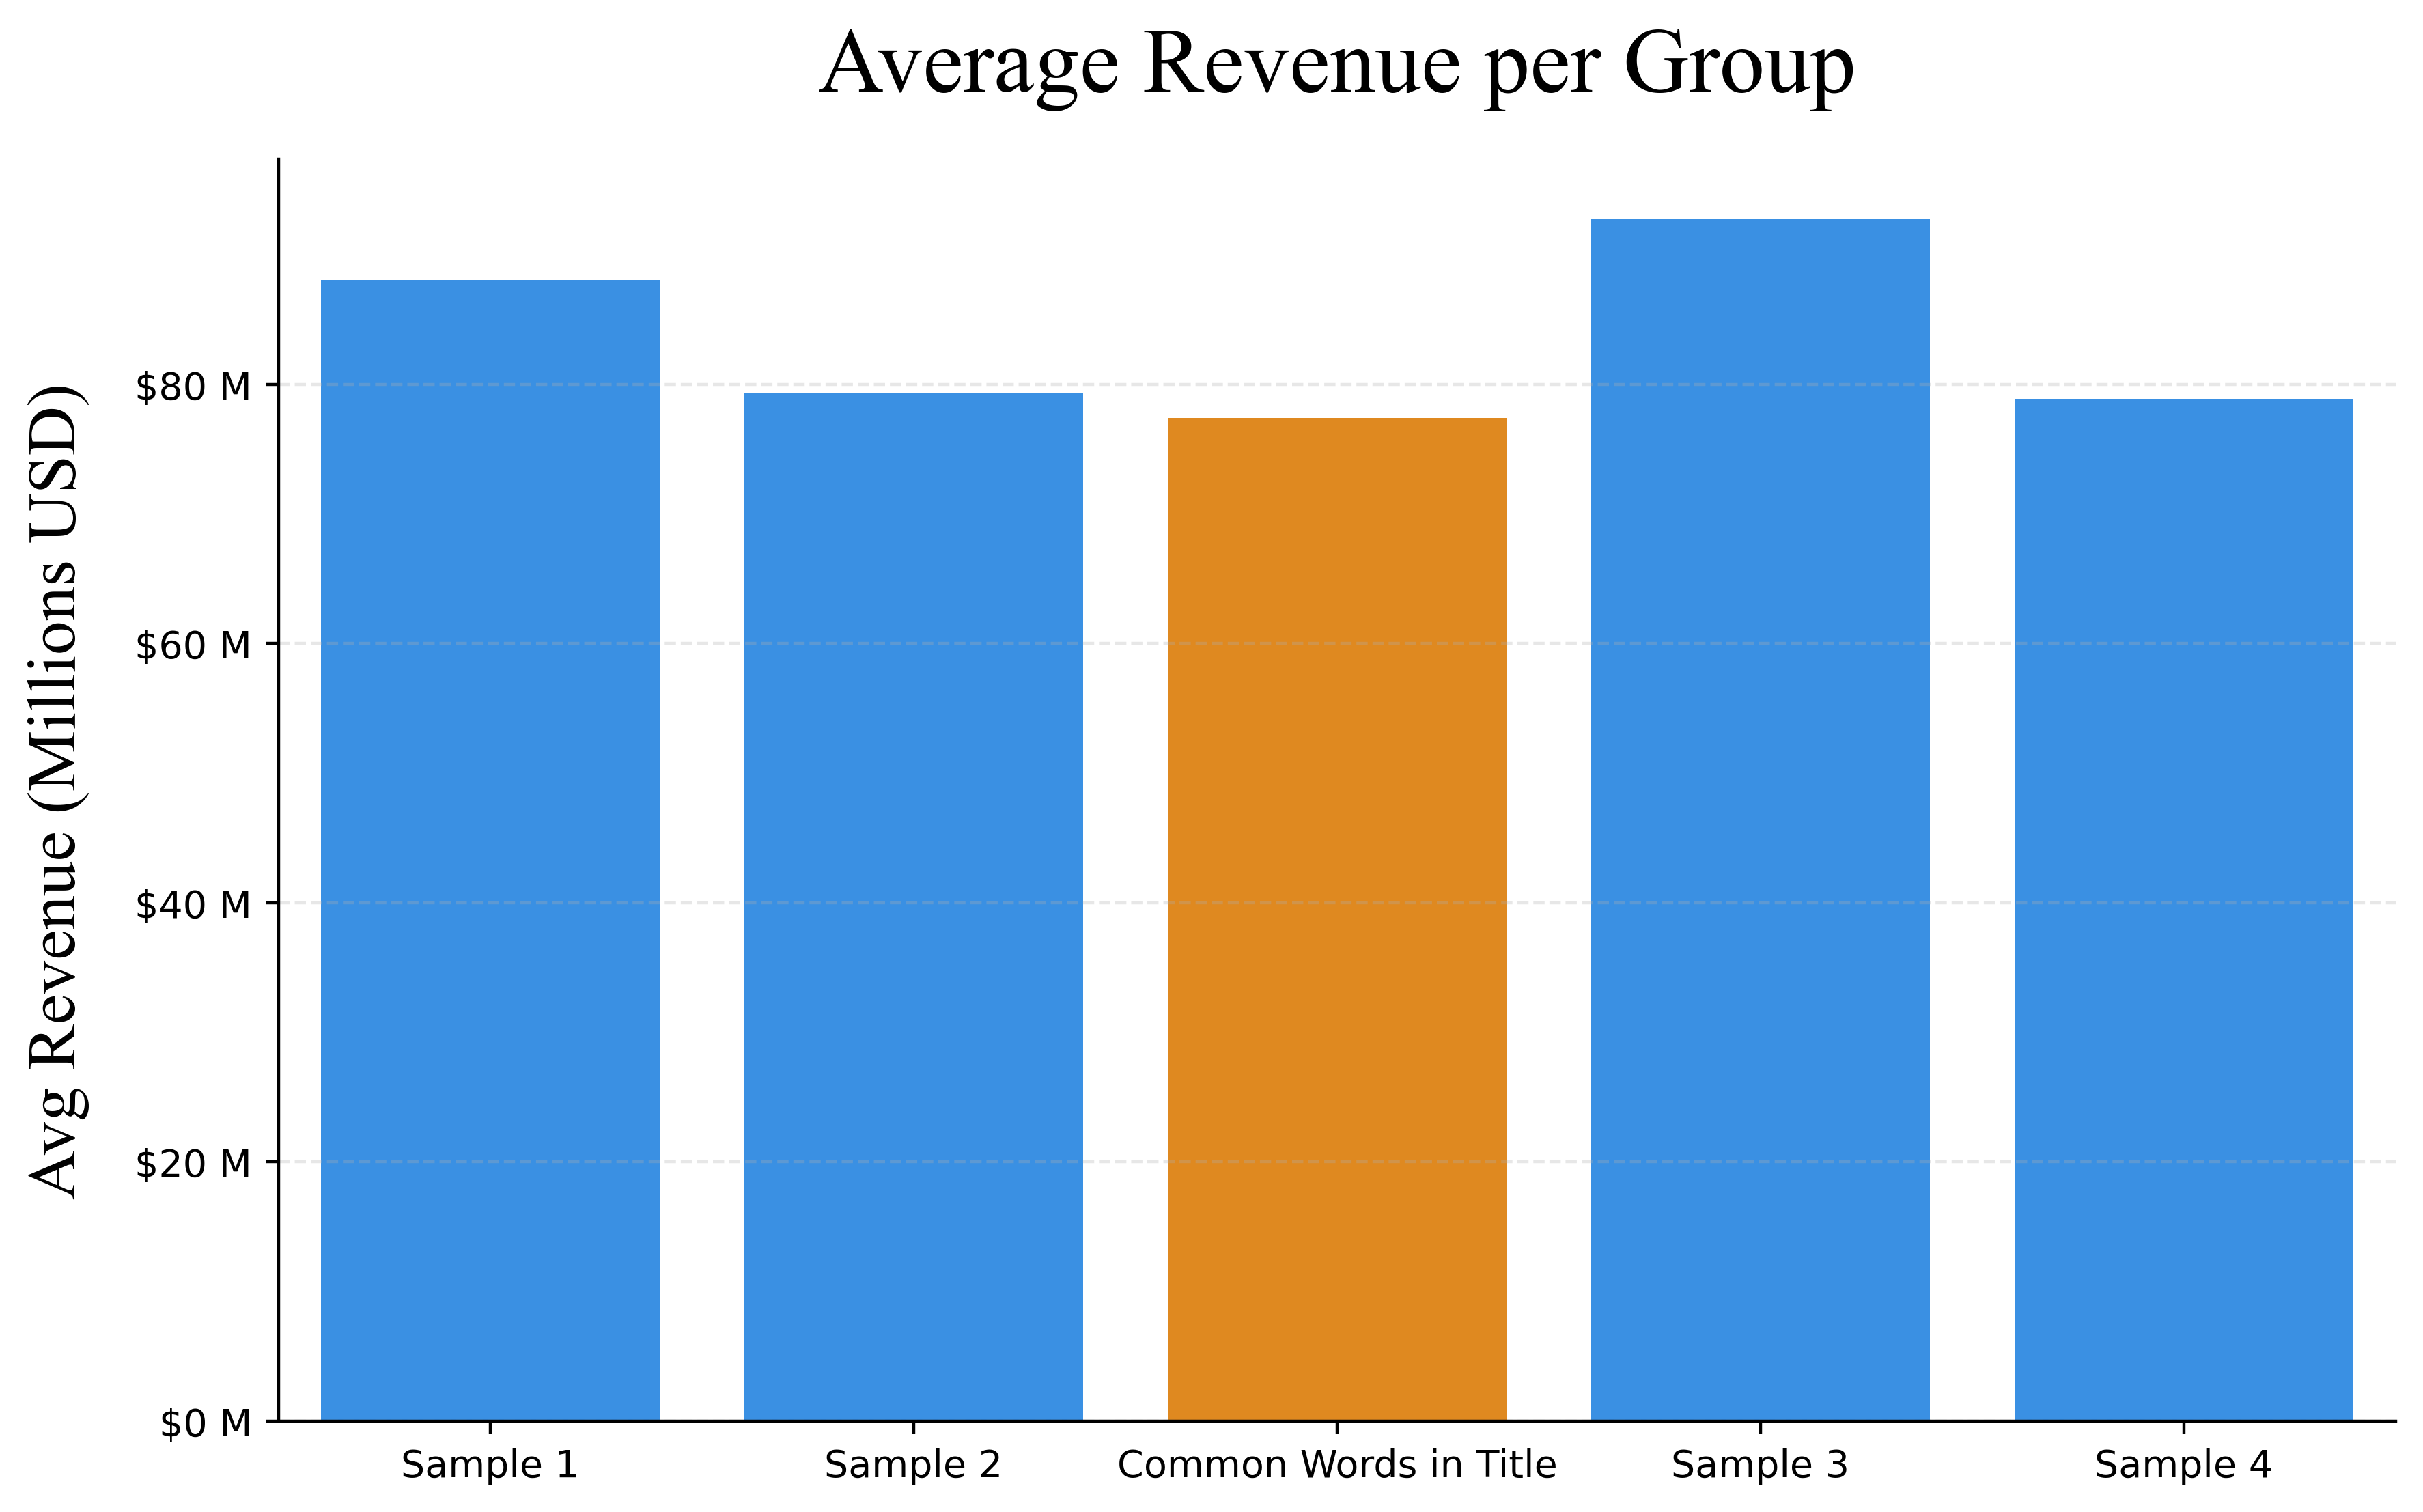 Average Revenue per Group
Avg Revenue (Millions USD)
$80 M
$60 M
$40 M
$20 M
$0 M
Sample 1
Sample 2
Common Words in Title
Sample 3
Sample 4